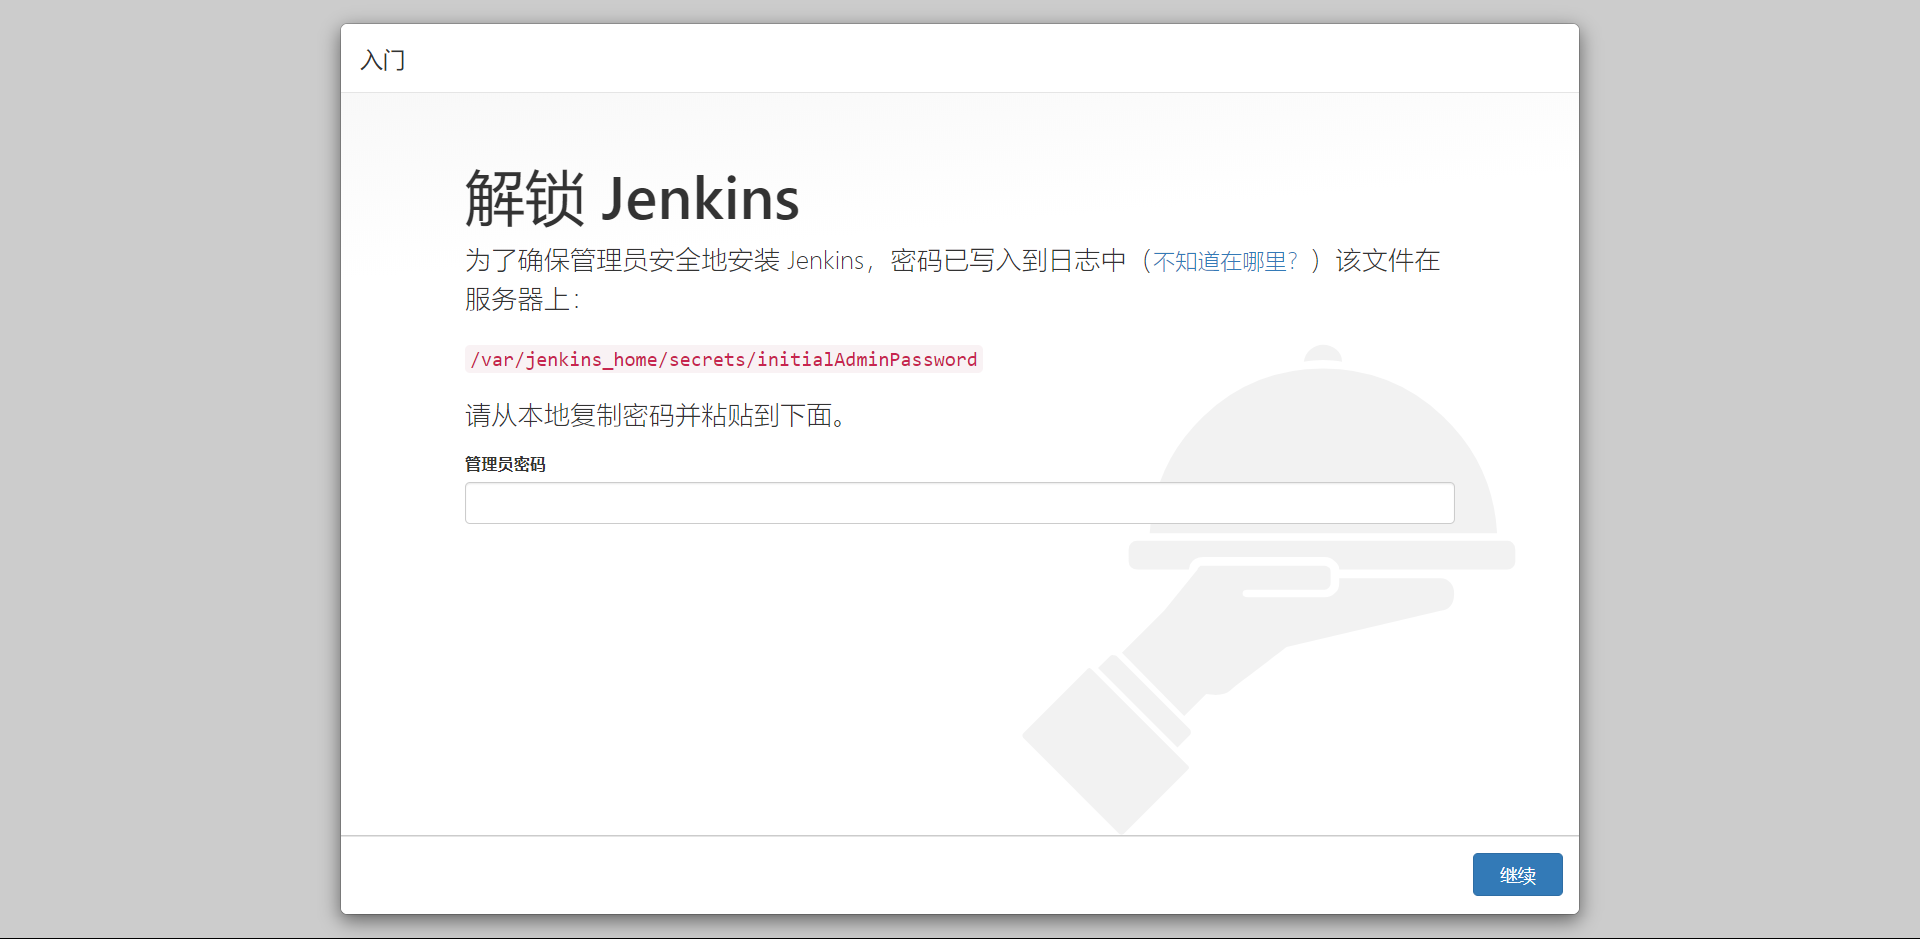 入门
解锁 Jenkins
为了确保管理员安全地安装 Jenkins，密码已写入到日志中（不知道在哪里？）该文件在
服务器上：
/var/jenkins_home/secrets/initialAdminPassword
请从本地复制密码并粘贴到下面。
管理员密码
继续